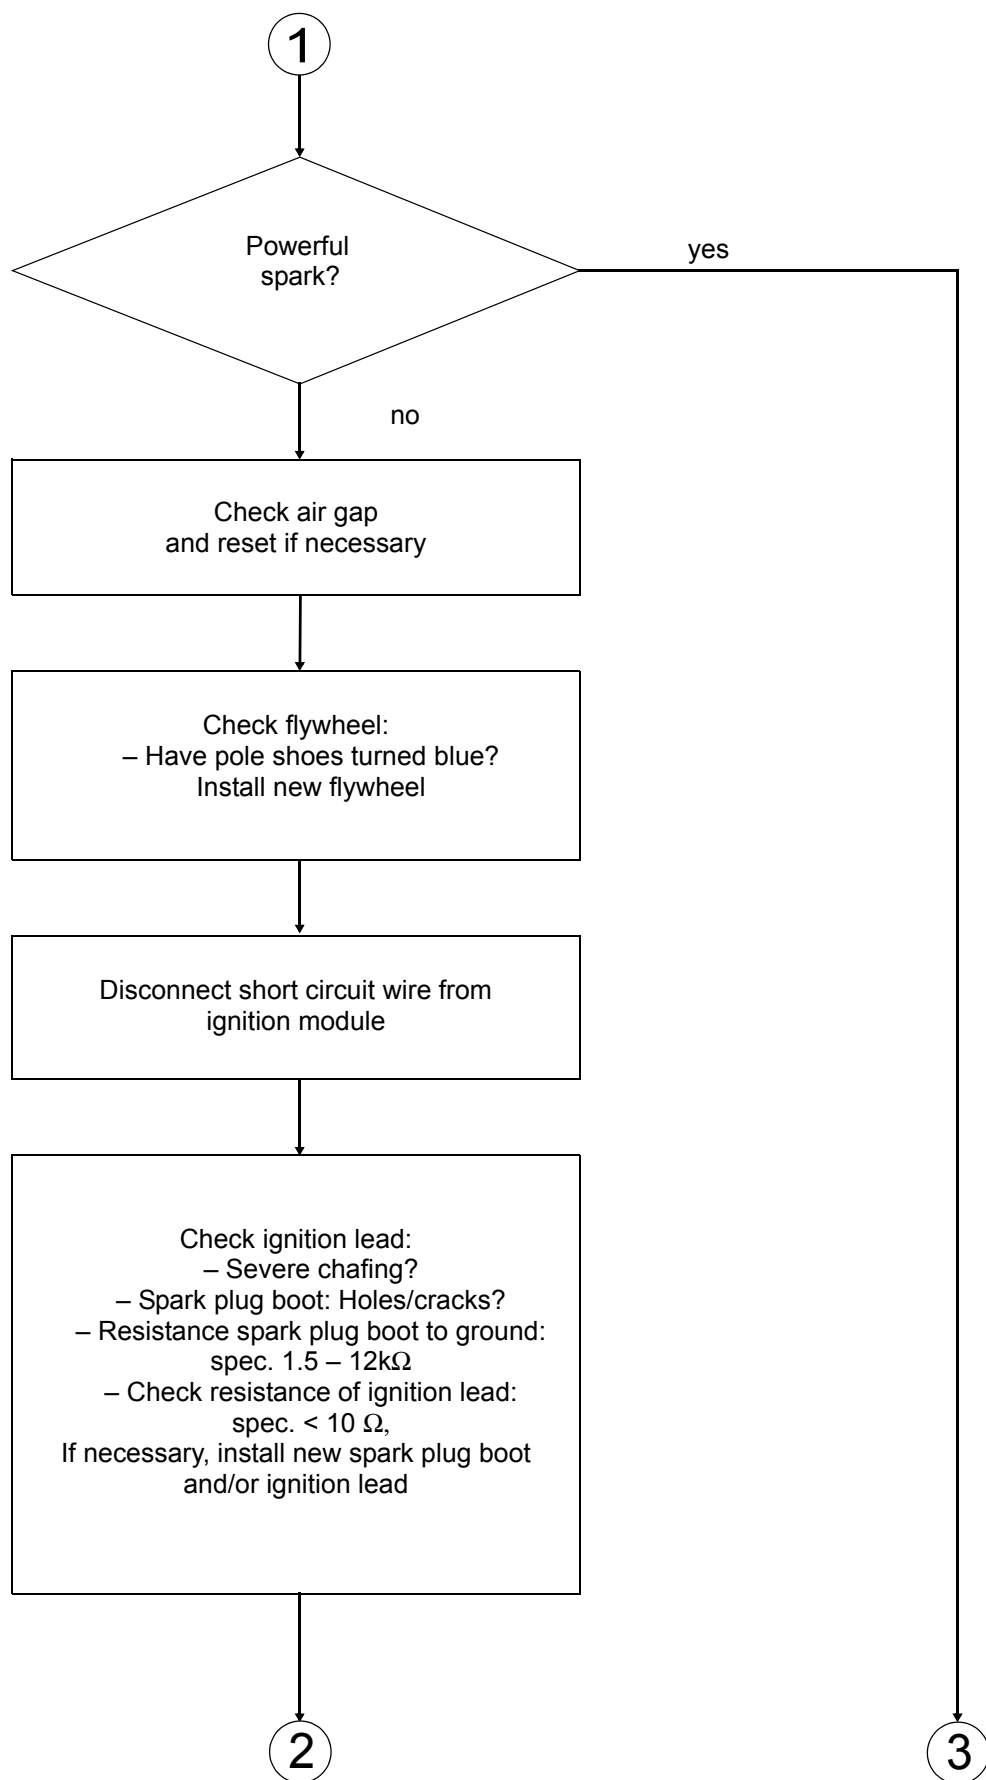 1
Powerful
spark?
yes
no
Check air gap
and reset if necessary
Check flywheel:
– Have pole shoes turned blue?
Install new flywheel
Disconnect short circuit wire from
ignition module
Check ignition lead:
– Severe chafing?
– Spark plug boot: Holes/cracks?
– Resistance spark plug boot to ground:
spec. 1.5 – 12kΩ
– Check resistance of ignition lead:
spec. < 10 Ω,
If necessary, install new spark plug boot
and/or ignition lead
2
3